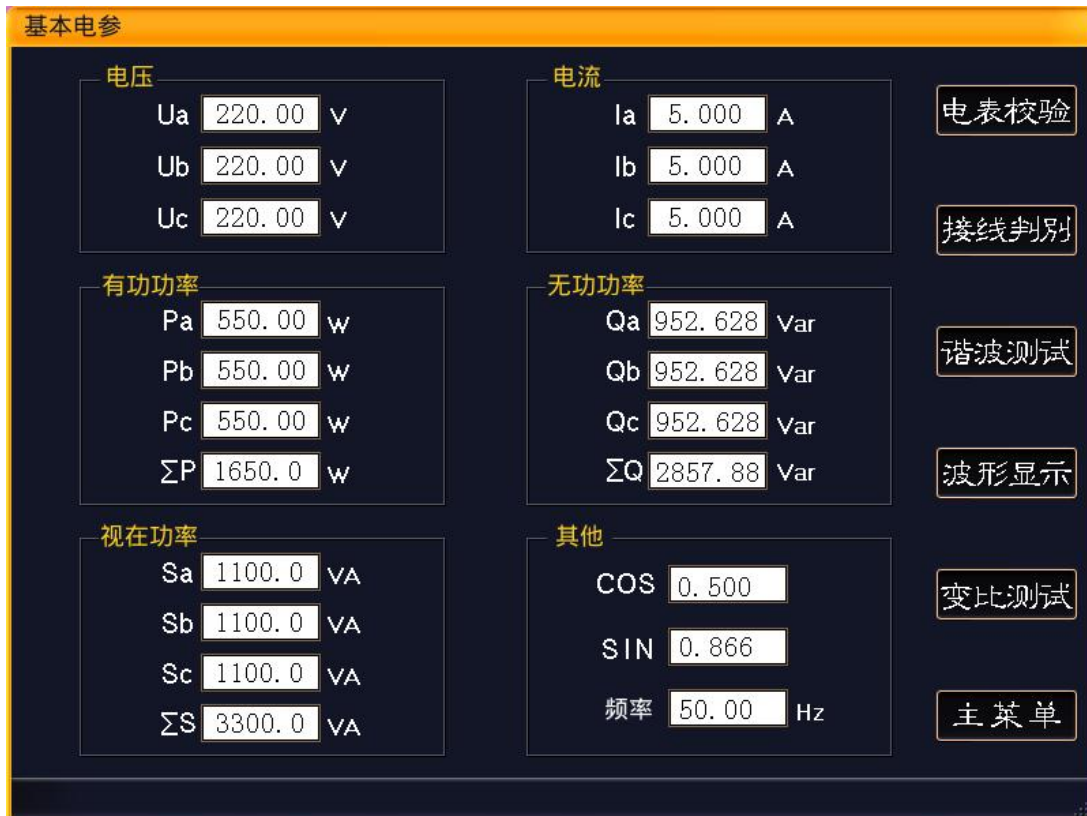 基本电参
电压
Ua 220.00 V
Ub 220.00 V
Uc 220.00 V
电流
Ia 5.000 A
Ib 5.000 A
Ic 5.000 A
有功功率
Pa 550.00 W
Pb 550.00 W
Pc 550.00 W
ΣP 1650.0 W
无功功率
Qa 952.628 Var
Qb 952.628 Var
Qc 952.628 Var
ΣQ 2857.88 Var
视在功率
Sa 1100.0 VA
Sb 1100.0 VA
Sc 1100.0 VA
ΣS 3300.0 VA
其他
COS 0.500
SIN 0.866
频率 50.00 Hz
电表校验
接线判别
谐波测试
波形显示
变比测试
主菜单